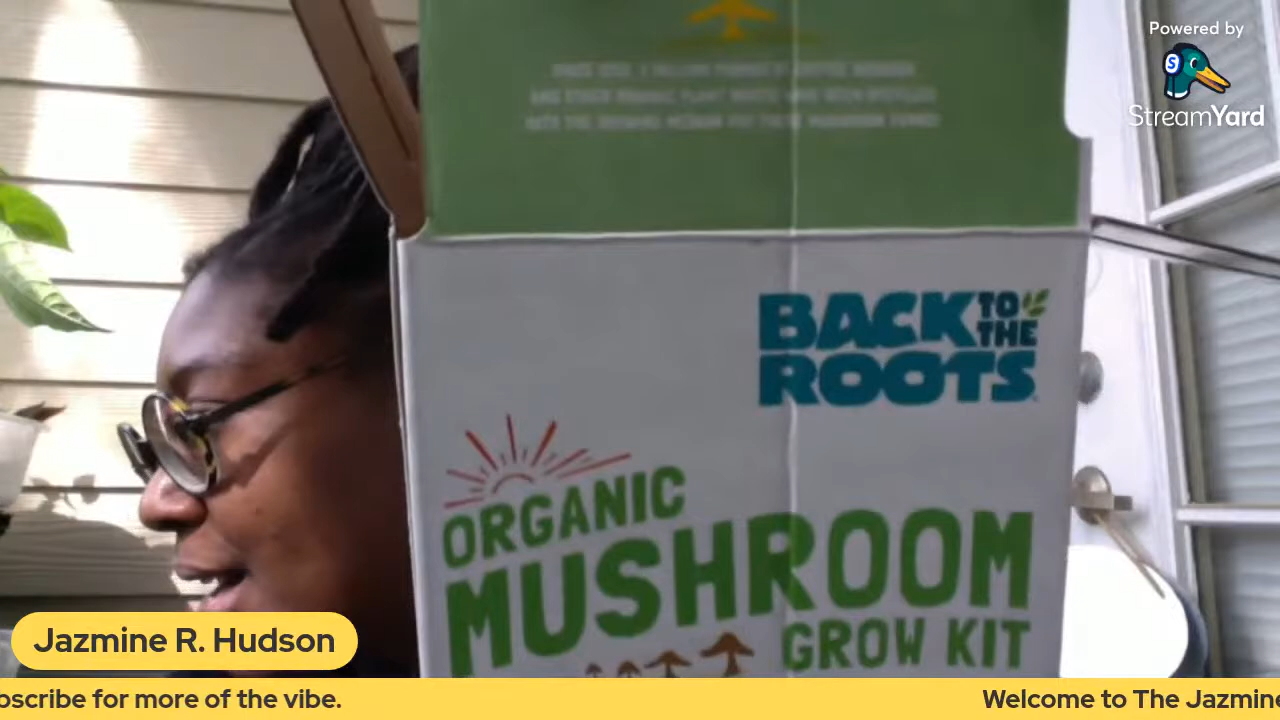 Powered by
StreamYard
BACK TO THE
ROOTS
ORGANIC
MUSHROOM
GROW KIT
Jazmine R. Hudson
bscribe for more of the vibe.
Welcome to The Jazmine